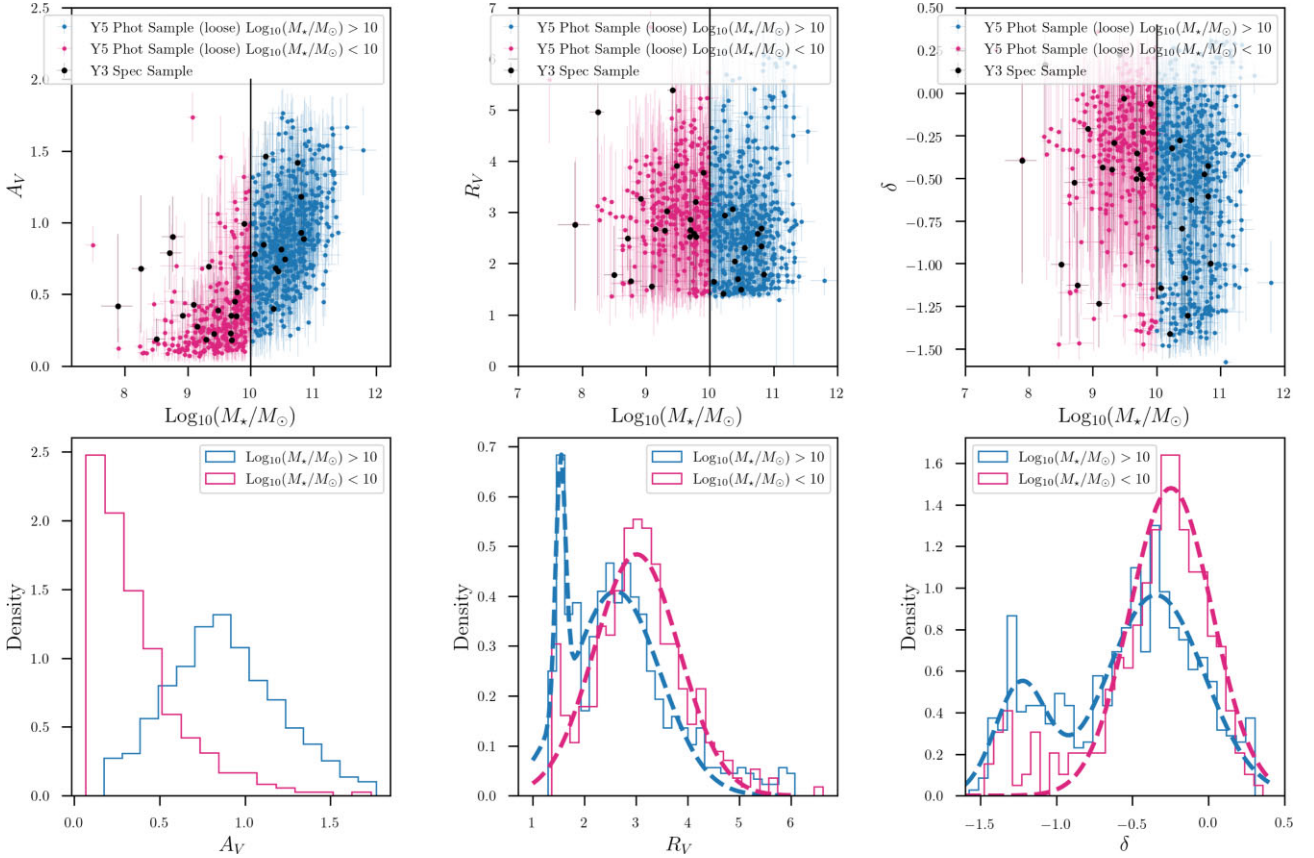 Y5 Phot Sample (loose) Log₁₀(M⋆/M⊙) > 10
Y5 Phot Sample (loose) Log₁₀(M⋆/M⊙) < 10
Y3 Spec Sample
2.5
2.0
1.5
1.0
0.5
0.0
A_V
8
9
10
11
12
Log₁₀(M⋆/M⊙)
Y5 Phot Sample (loose) Log₁₀(M⋆/M⊙) > 10
Y5 Phot Sample (loose) Log₁₀(M⋆/M⊙) < 10
Y3 Spec Sample
7
6
5
4
3
2
1
0
R_V
7
8
9
10
11
12
Log₁₀(M⋆/M⊙)
Y5 Phot Sample (loose) Log₁₀(M⋆/M⊙) > 10
Y5 Phot Sample (loose) Log₁₀(M⋆/M⊙) < 10
Y3 Spec Sample
0.50
0.25
0.00
−0.25
−0.50
−0.75
−1.00
−1.25
−1.50
δ
7
8
9
10
11
12
Log₁₀(M⋆/M⊙)
Log₁₀(M⋆/M⊙) > 10
Log₁₀(M⋆/M⊙) < 10
2.5
2.0
1.5
1.0
0.5
0.0
Density
0.0
0.5
1.0
1.5
A_V
Log₁₀(M⋆/M⊙) > 10
Log₁₀(M⋆/M⊙) < 10
0.7
0.6
0.5
0.4
0.3
0.2
0.1
0.0
Density
1
2
3
4
5
6
R_V
Log₁₀(M⋆/M⊙) > 10
Log₁₀(M⋆/M⊙) < 10
1.6
1.4
1.2
1.0
0.8
0.6
0.4
0.2
0.0
Density
−1.5
−1.0
−0.5
0.0
0.5
δ